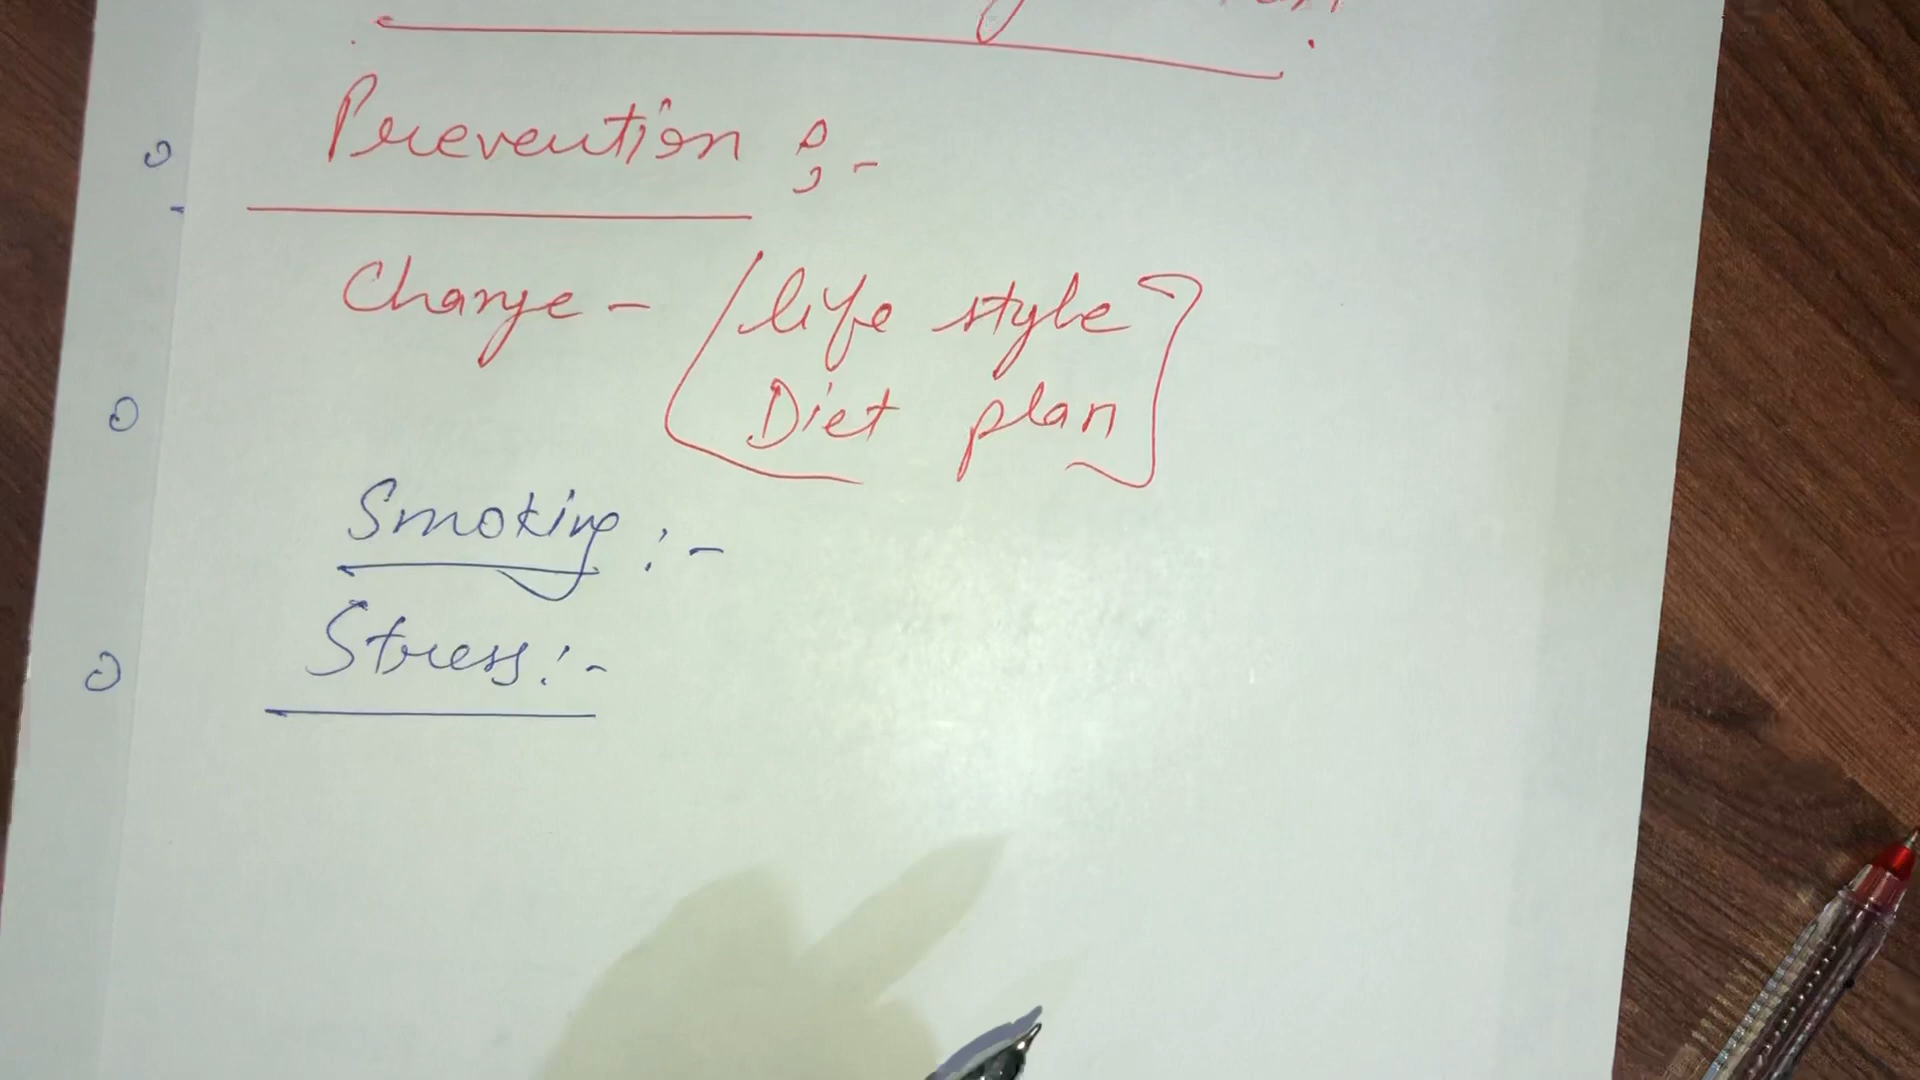 Prevention :-
Change - [life style
Diet plan]
Smoking :-
Stress :-